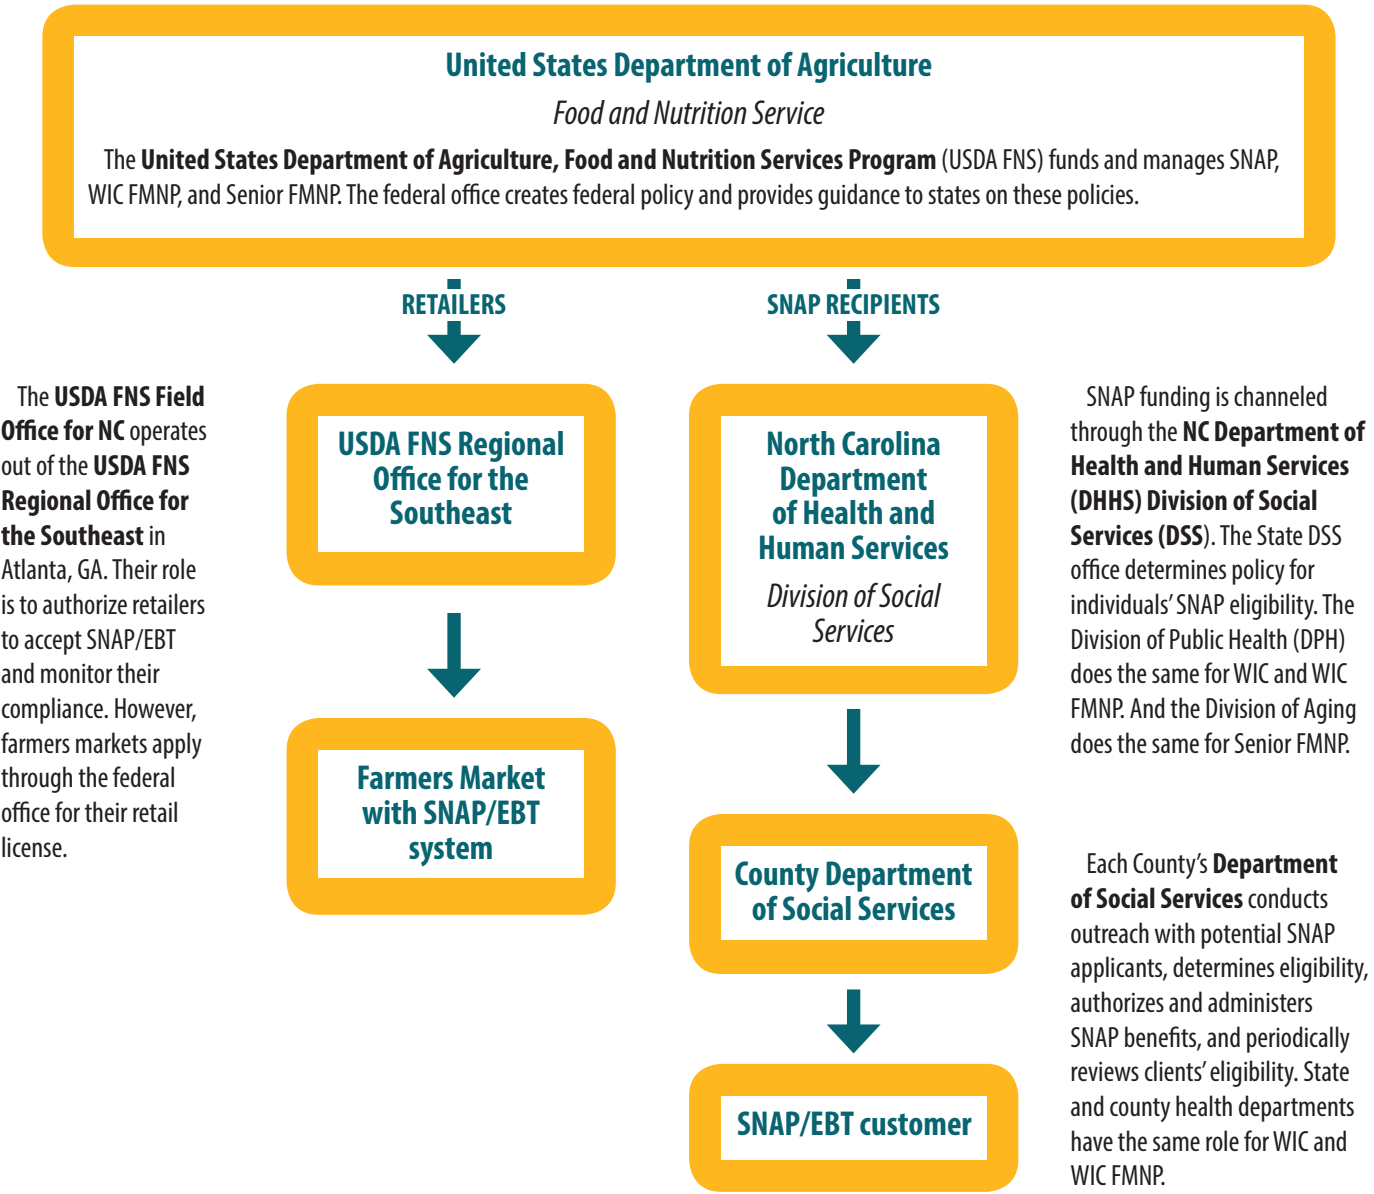 United States Department of Agriculture
Food and Nutrition Service
The United States Department of Agriculture, Food and Nutrition Services Program (USDA FNS) funds and manages SNAP,
WIC FMNP, and Senior FMNP. The federal office creates federal policy and provides guidance to states on these policies.
RETAILERS
SNAP RECIPIENTS
The USDA FNS Field
Office for NC operates
out of the USDA FNS
Regional Office for
the Southeast in
Atlanta, GA. Their role
is to authorize retailers
to accept SNAP/EBT
and monitor their
compliance. However,
farmers markets apply
through the federal
office for their retail
license.
USDA FNS Regional
Office for the
Southeast
Farmers Market
with SNAP/EBT
system
North Carolina
Department
of Health and
Human Services
Division of Social
Services
County Department
of Social Services
SNAP/EBT customer
SNAP funding is channeled
through the NC Department of
Health and Human Services
(DHHS) Division of Social
Services (DSS). The State DSS
office determines policy for
individuals’ SNAP eligibility. The
Division of Public Health (DPH)
does the same for WIC and WIC
FMNP. And the Division of Aging
does the same for Senior FMNP.
Each County’s Department
of Social Services conducts
outreach with potential SNAP
applicants, determines eligibility,
authorizes and administers
SNAP benefits, and periodically
reviews clients’ eligibility. State
and county health departments
have the same role for WIC and
WIC FMNP.